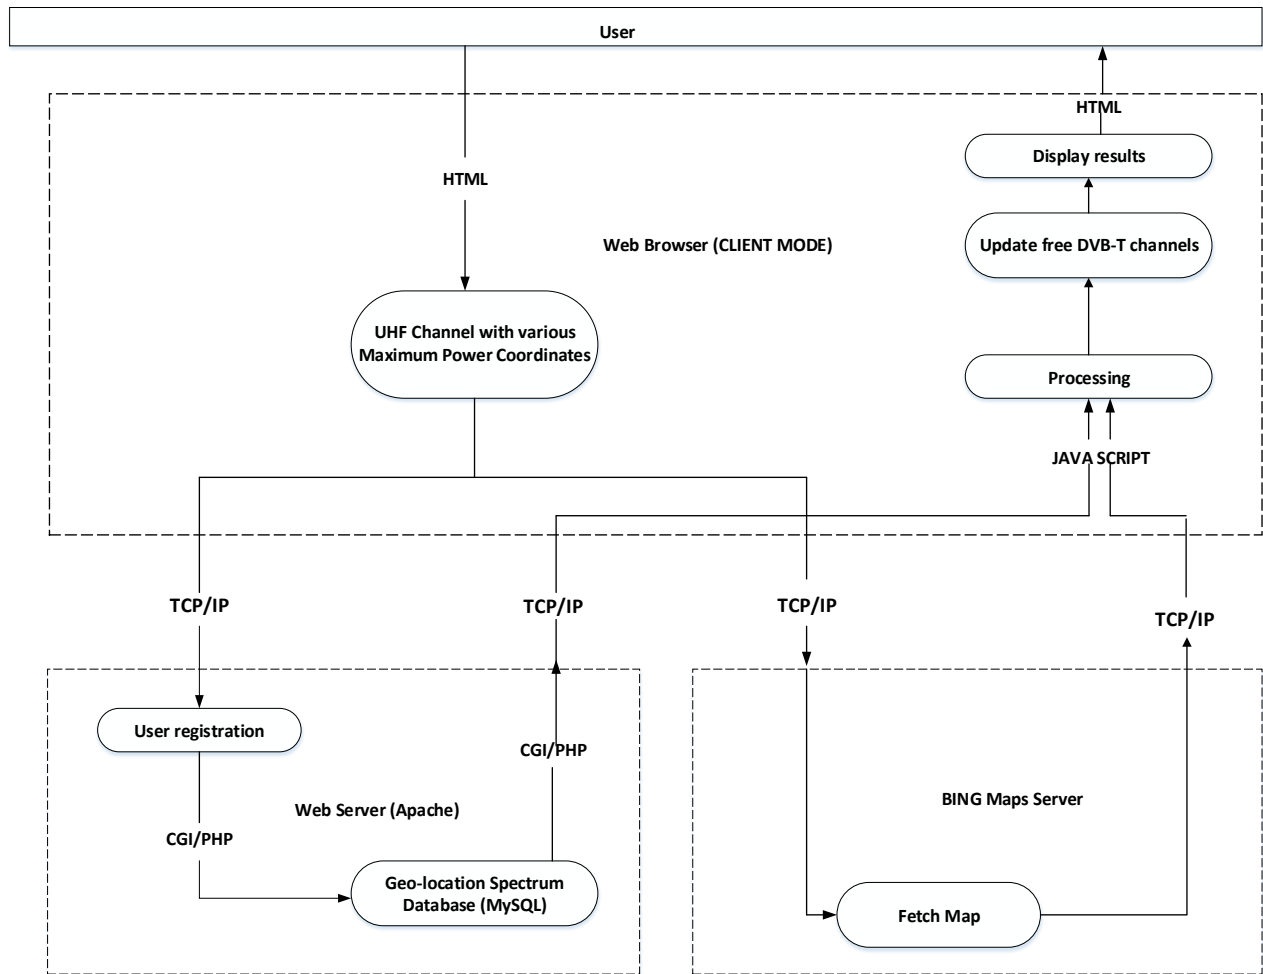 User
HTML
Display results
HTML
Web Browser (CLIENT MODE)
Update free DVB-T channels
UHF Channel with various
Maximum Power Coordinates
Processing
JAVA SCRIPT
TCP/IP
TCP/IP
TCP/IP
TCP/IP
User registration
CGI/PHP
Web Server (Apache)
BING Maps Server
CGI/PHP
Geo-location Spectrum
Database (MySQL)
Fetch Map